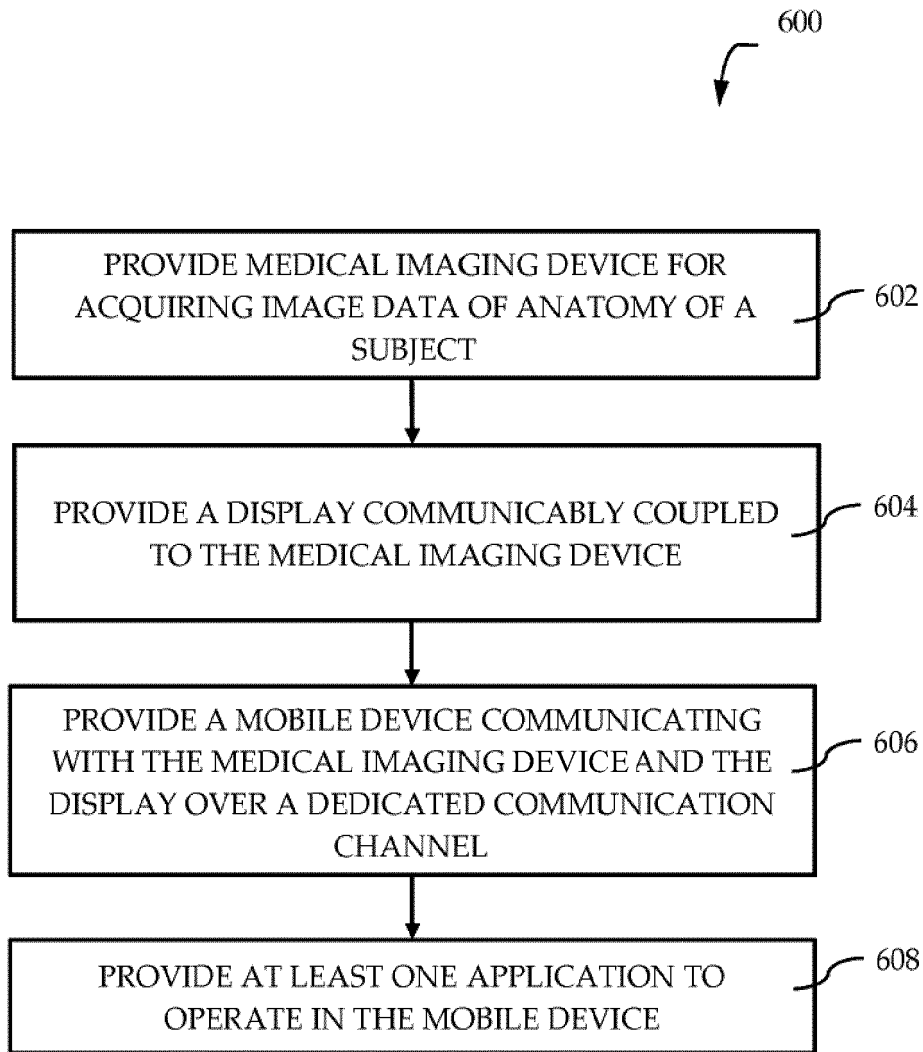 600
PROVIDE MEDICAL IMAGING DEVICE FOR
ACQUIRING IMAGE DATA OF ANATOMY OF A
SUBJECT
602
PROVIDE A DISPLAY COMMUNICABLY COUPLED
TO THE MEDICAL IMAGING DEVICE
604
PROVIDE A MOBILE DEVICE COMMUNICATING
WITH THE MEDICAL IMAGING DEVICE AND THE
DISPLAY OVER A DEDICATED COMMUNICATION
CHANNEL
606
PROVIDE AT LEAST ONE APPLICATION TO
OPERATE IN THE MOBILE DEVICE
608